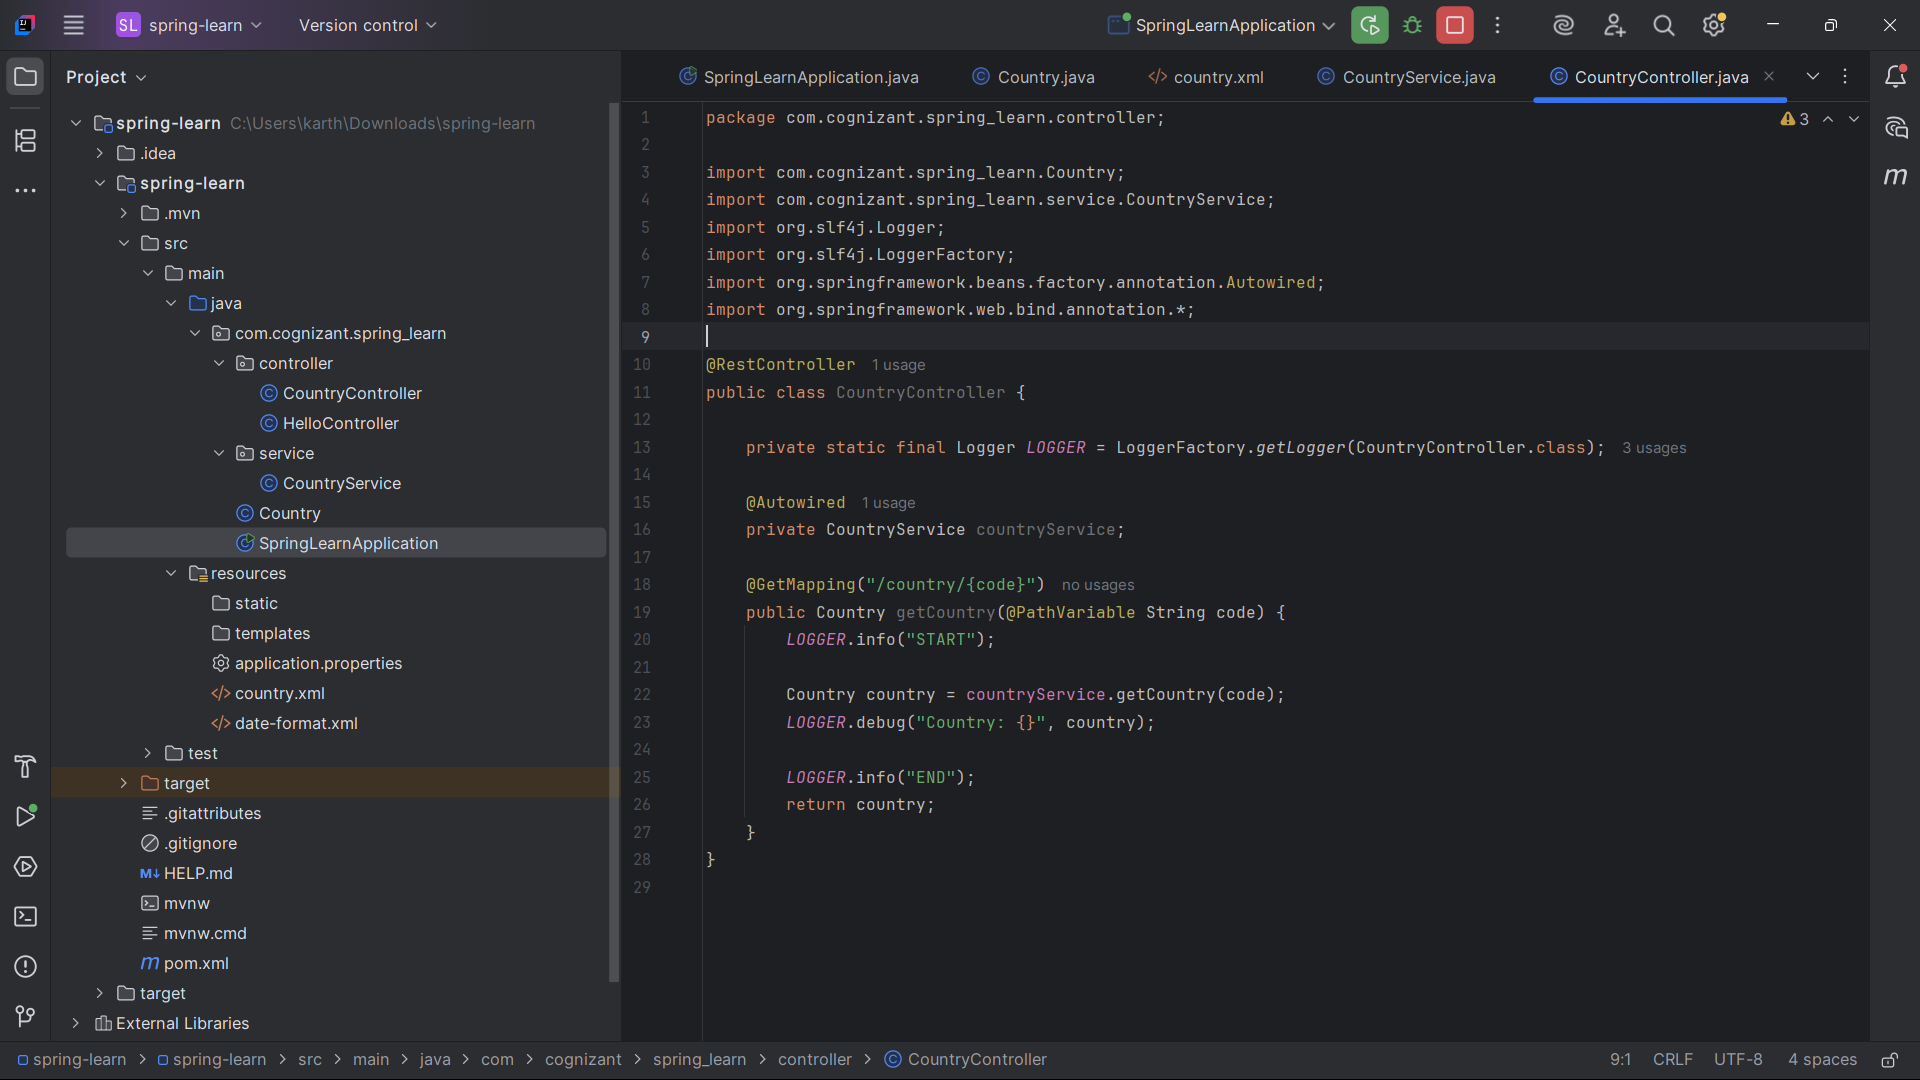 SL spring-learn Version control SpringLearnApplication
Project
SpringLearnApplication.java Country.java country.xml CountryService.java CountryController.java
spring-learn C:\Users\karth\Downloads\spring-learn
.idea
spring-learn
.mvn
src
main
java
com.cognizant.spring_learn
controller
CountryController
HelloController
service
CountryService
Country
SpringLearnApplication
resources
static
templates
application.properties
country.xml
date-format.xml
test
target
.gitattributes
.gitignore
M↓ HELP.md
mvnw
mvnw.cmd
m pom.xml
target
External Libraries
3
m
1 package com.cognizant.spring_learn.controller;
2
3 import com.cognizant.spring_learn.Country;
4 import com.cognizant.spring_learn.service.CountryService;
5 import org.slf4j.Logger;
6 import org.slf4j.LoggerFactory;
7 import org.springframework.beans.factory.annotation.Autowired;
8 import org.springframework.web.bind.annotation.*;
9
10 @RestController 1 usage
11 public class CountryController {
12
13 private static final Logger LOGGER = LoggerFactory.getLogger(CountryController.class); 3 usages
14
15 @Autowired 1 usage
16 private CountryService countryService;
17
18 @GetMapping("/country/{code}") no usages
19 public Country getCountry(@PathVariable String code) {
20 LOGGER.info("START");
21
22 Country country = countryService.getCountry(code);
23 LOGGER.debug("Country: {}", country);
24
25 LOGGER.info("END");
26 return country;
27 }
28 }
29
spring-learn > spring-learn > src > main > java > com > cognizant > spring_learn > controller > CountryController 9:1 CRLF UTF-8 4 spaces